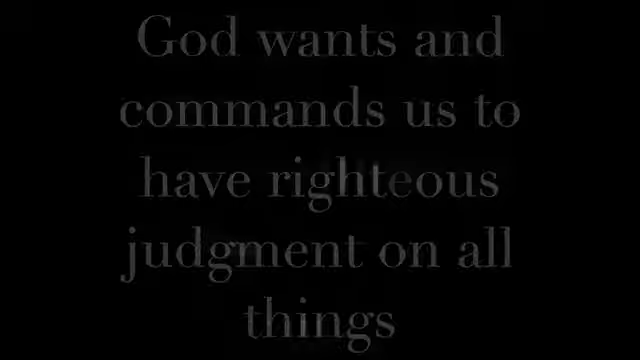 God wants and
commands us to
have righteous
judgment on all
things